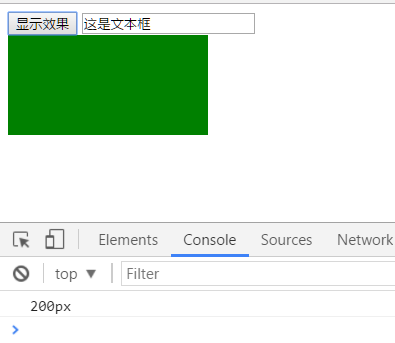 显示效果 这是文本框
Elements Console Sources Network
top ▼ Filter
200px
>